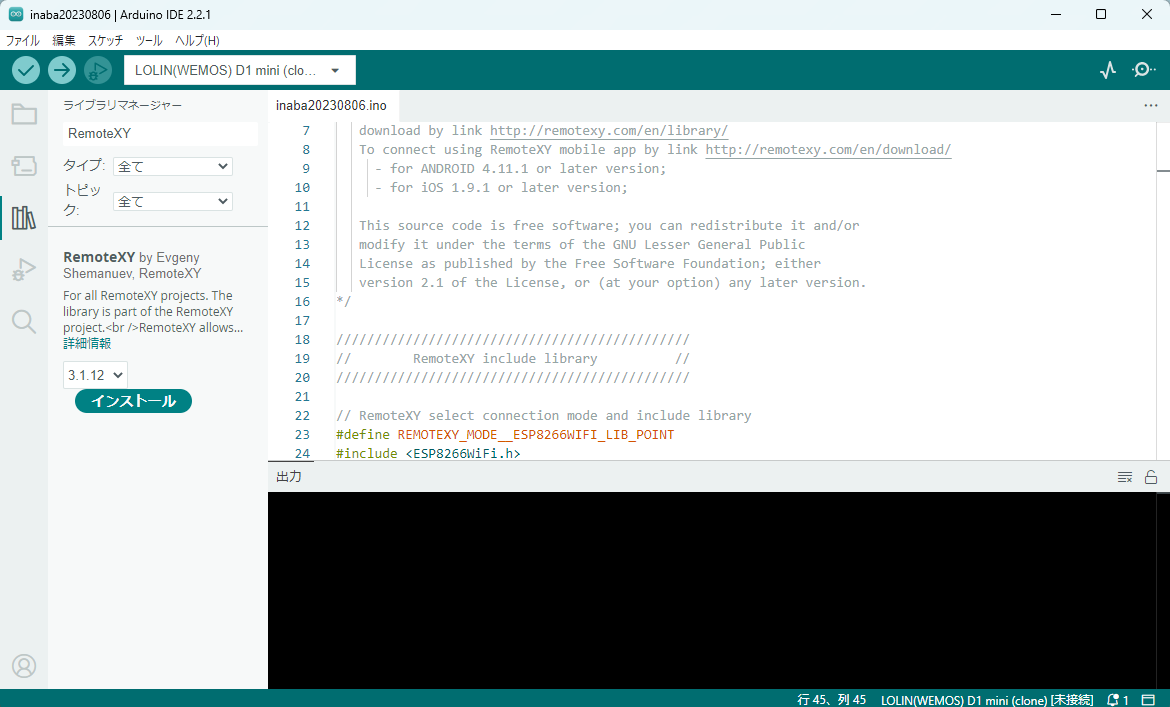 inaba20230806 | Arduino IDE 2.2.1
ファイル 編集 スケッチ ツール ヘルプ(H)
LOLIN(WEMOS) D1 mini (clo...
ライブラリマネージャー
RemoteXY
タイプ: 全て
トピッ
ク: 全て
RemoteXY by Evgeny
Shemanuev, RemoteXY
For all RemoteXY projects. The
library is part of the RemoteXY
project.<br />RemoteXY allows...
詳細情報
3.1.12
インストール
inaba20230806.ino
7 download by link http://remotexy.com/en/library/
8 To connect using RemoteXY mobile app by link http://remotexy.com/en/download/
9 - for ANDROID 4.11.1 or later version;
10 - for iOS 1.9.1 or later version;
11
12 This source code is free software; you can redistribute it and/or
13 modify it under the terms of the GNU Lesser General Public
14 License as published by the Free Software Foundation; either
15 version 2.1 of the License, or (at your option) any later version.
16 */
17
18 //////////////////////////////////////////////
19 // RemoteXY include library //
20 //////////////////////////////////////////////
21
22 // RemoteXY select connection mode and include library
23 #define REMOTEXY_MODE__ESP8266WIFI_LIB_POINT
24 #include <ESP8266WiFi.h>
出力
行 45、列 45 LOLIN(WEMOS) D1 mini (clone) [未接続] 1